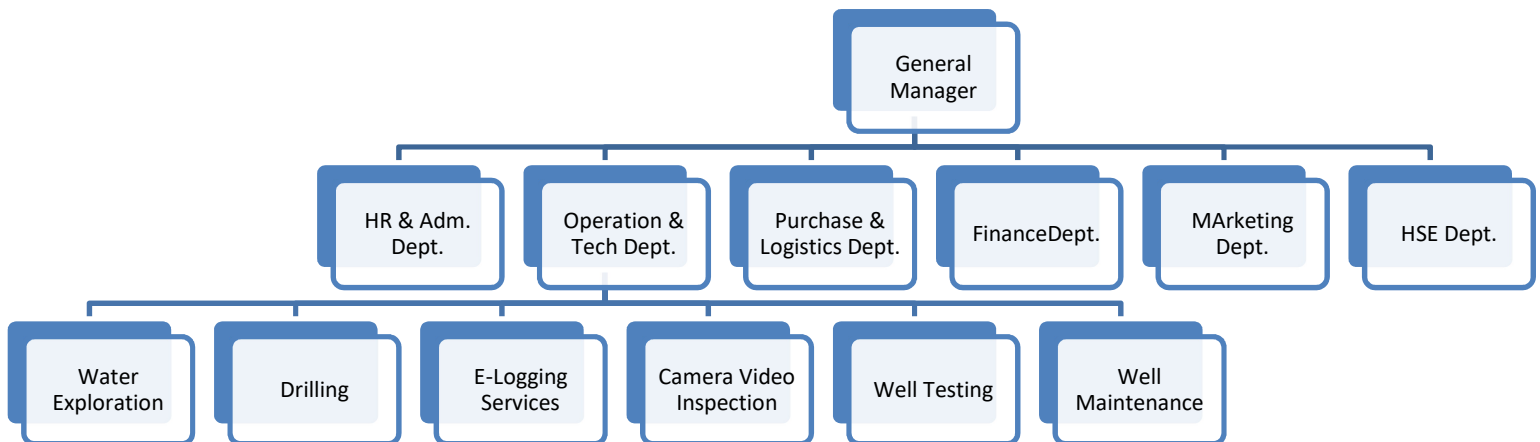 General
Manager
HR & Adm.
Dept.
Operation &
Tech Dept.
Purchase &
Logistics Dept.
FinanceDept.
MArketing
Dept.
HSE Dept.
Water
Exploration
Drilling
E-Logging
Services
Camera Video
Inspection
Well Testing
Well
Maintenance